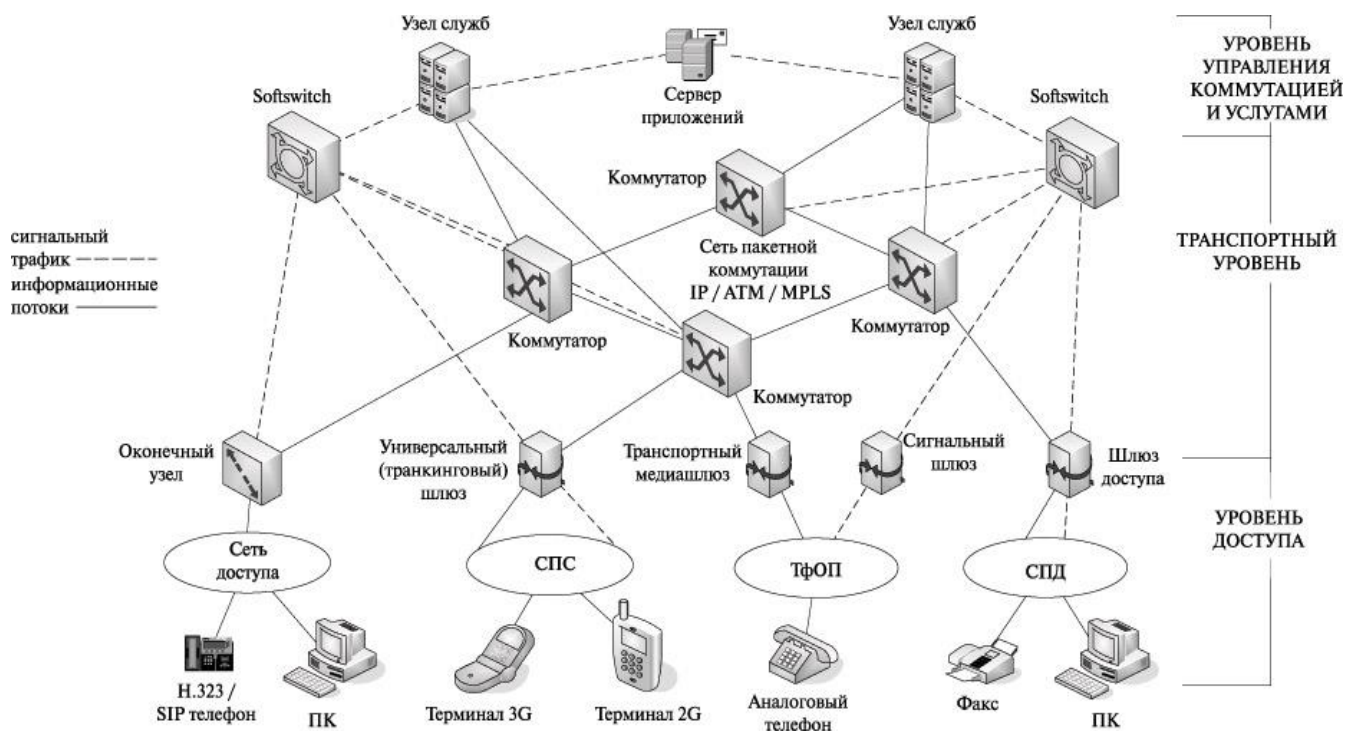 Узел служб
Узел служб
Сервер
приложений
Softswitch
Softswitch
УРОВЕНЬ
УПРАВЛЕНИЯ
КОММУТАЦИЕЙ
И УСЛУГАМИ
Коммутатор
сигнальный
трафик
информационные
потоки
Сеть пакетной
коммутации
IP / ATM / MPLS
ТРАНСПОРТНЫЙ
УРОВЕНЬ
Коммутатор
Коммутатор
Коммутатор
Оконечный
узел
Универсальный
(транкинговый)
шлюз
Транспортный
медиашлюз
Сигнальный
шлюз
Шлюз
доступа
УРОВЕНЬ
ДОСТУПА
Сеть
доступа
СПС
ТфОП
СПД
H.323 /
SIP телефон
ПК
Терминал 3G
Терминал 2G
Аналоговый
телефон
Факс
ПК